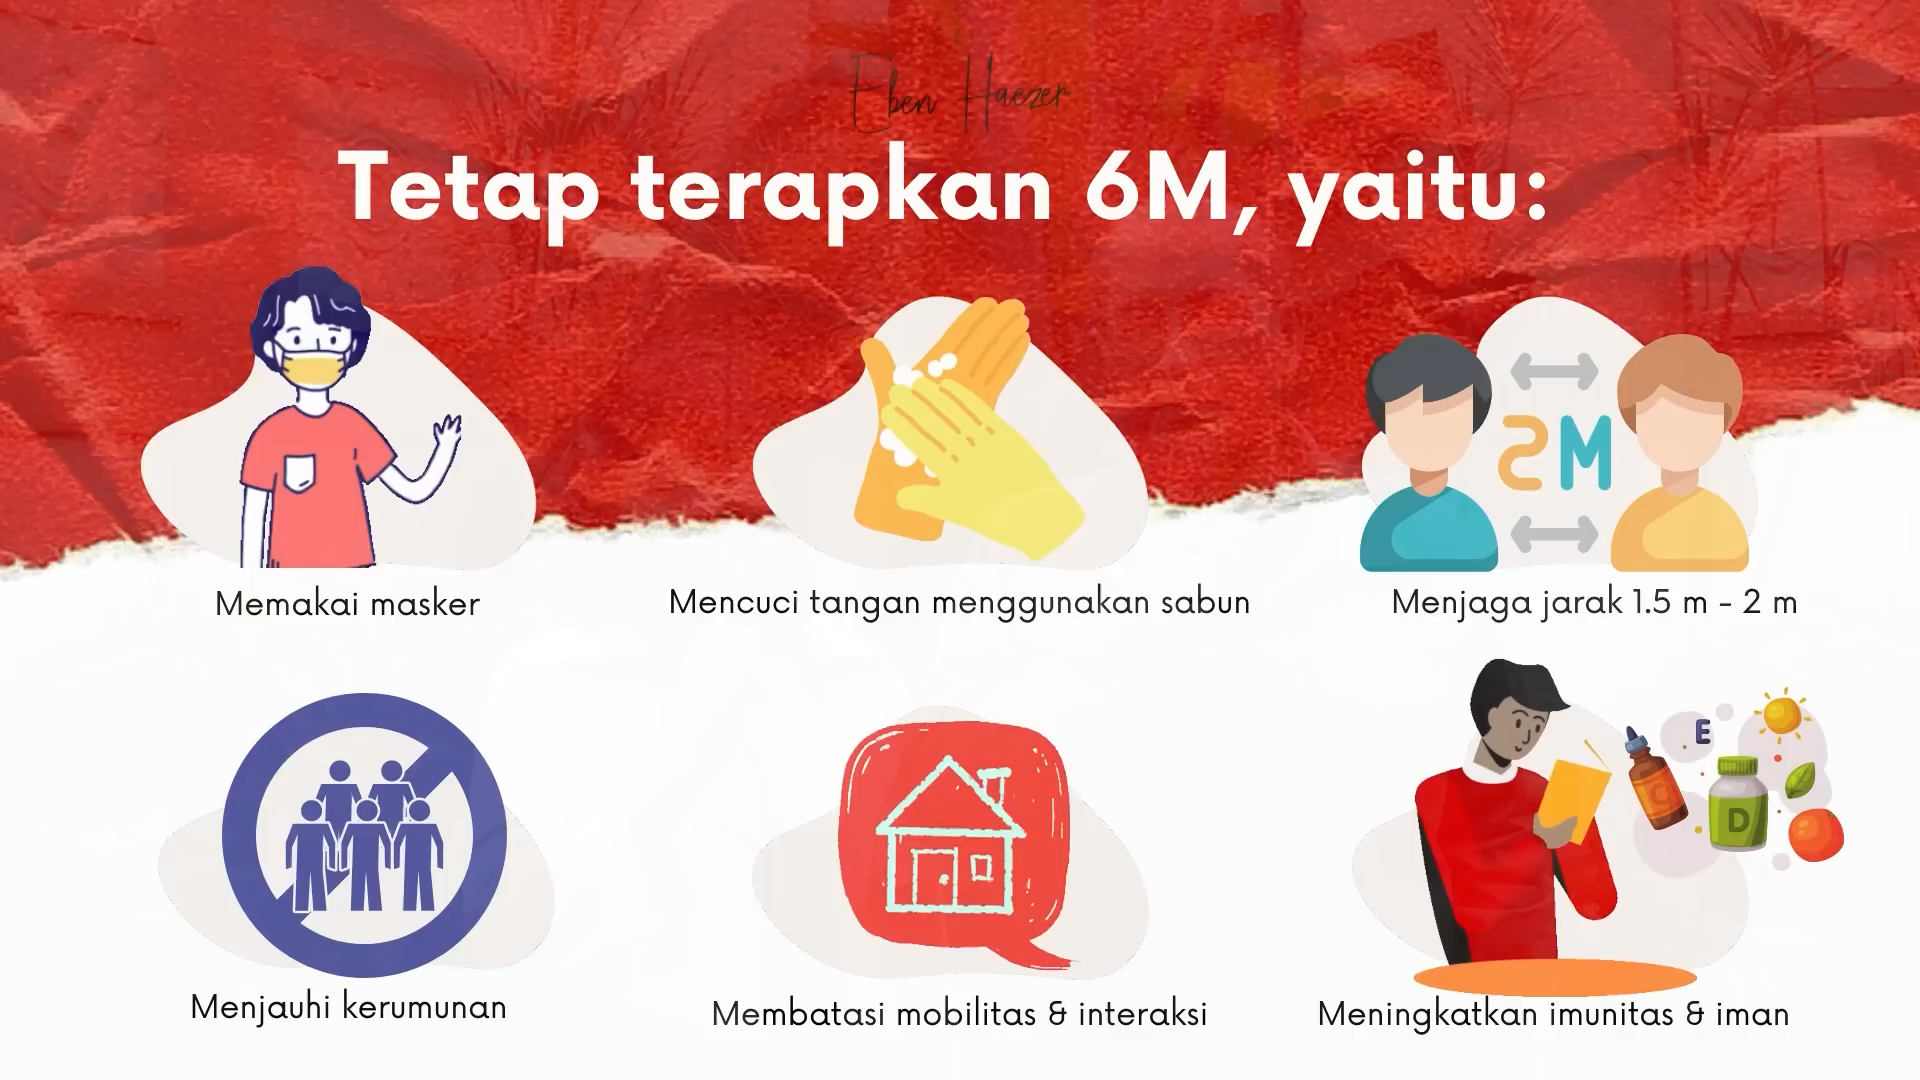 Eben Haezer
Tetap terapkan 6M, yaitu:
2M
Memakai masker
Mencuci tangan menggunakan sabun
Menjaga jarak 1.5 m - 2 m
E
C
D
Menjauhi kerumunan
Membatasi mobilitas & interaksi
Meningkatkan imunitas & iman